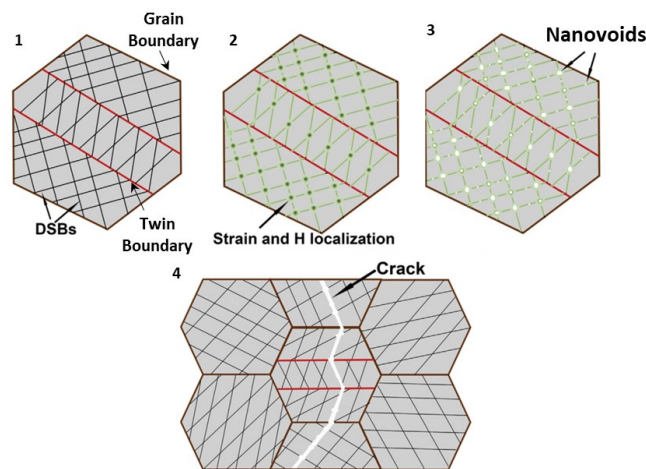 1
Grain
Boundary
DSBs
Twin
Boundary
2
Strain and H localization
3
Nanovoids
4
Crack